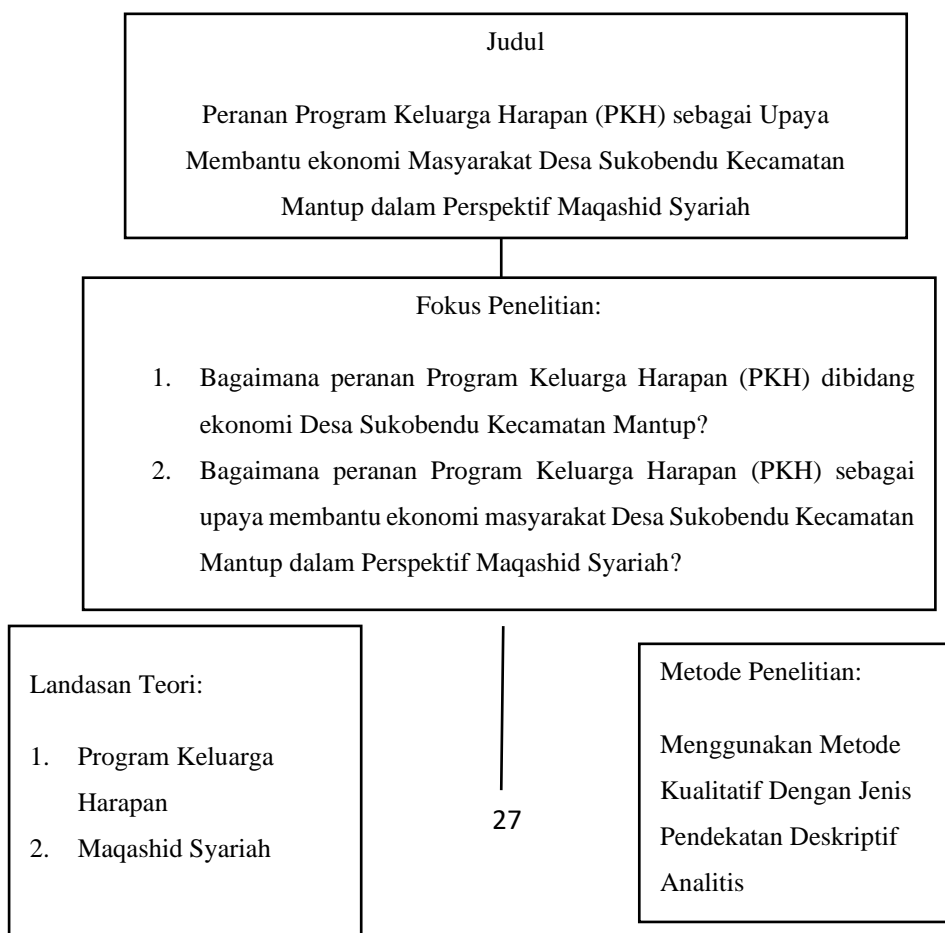 Judul
Peranan Program Keluarga Harapan (PKH) sebagai Upaya
Membantu ekonomi Masyarakat Desa Sukobendu Kecamatan
Mantup dalam Perspektif Maqashid Syariah
Fokus Penelitian:
1. Bagaimana peranan Program Keluarga Harapan (PKH) dibidang
ekonomi Desa Sukobendu Kecamatan Mantup?
2. Bagaimana peranan Program Keluarga Harapan (PKH) sebagai
upaya membantu ekonomi masyarakat Desa Sukobendu Kecamatan
Mantup dalam Perspektif Maqashid Syariah?
Landasan Teori:
1. Program Keluarga
Harapan
2. Maqashid Syariah
27
Metode Penelitian:
Menggunakan Metode
Kualitatif Dengan Jenis
Pendekatan Deskriptif
Analitis